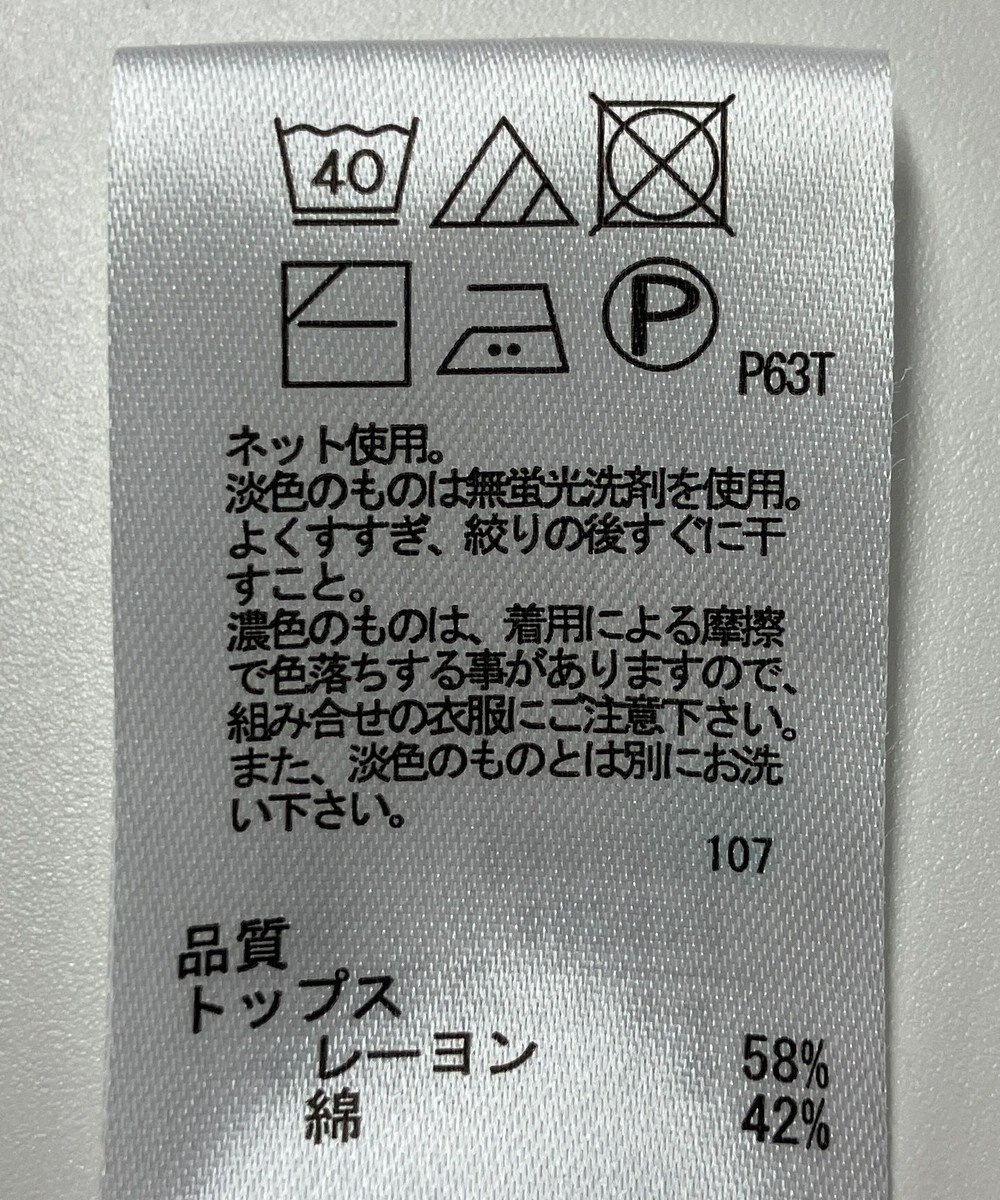 40
P
P63T
ネット使用。
淡色のものは無蛍光洗剤を使用。
よくすすぎ、絞りの後すぐに干
すこと。
濃色のものは、着用による摩擦
で色落ちする事がありますので、
組み合せの衣服にご注意下さい。
また、淡色のものとは別にお洗
い下さい。
107
品質
トップス
レーヨン 58%
綿 42%